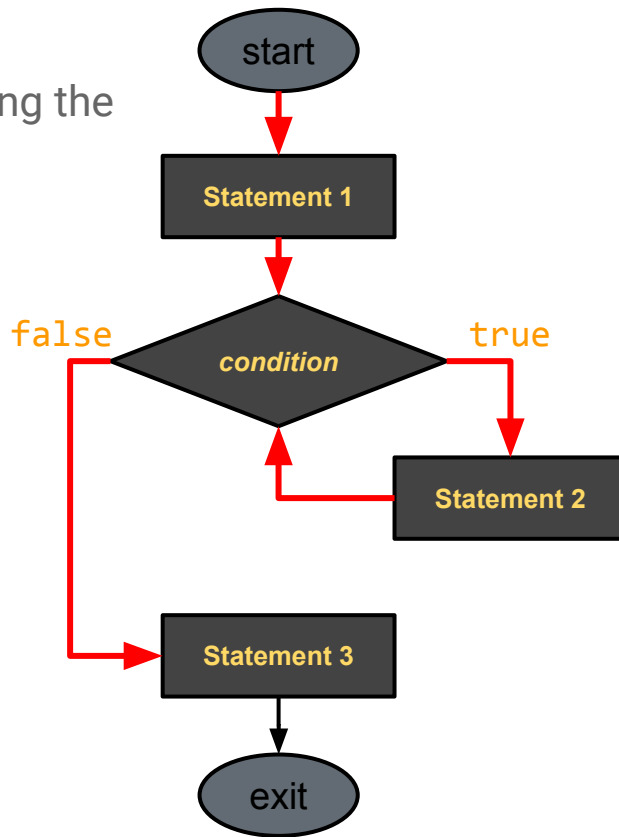 start
ng the
Statement 1
false
true
condition
Statement 2
Statement 3
exit